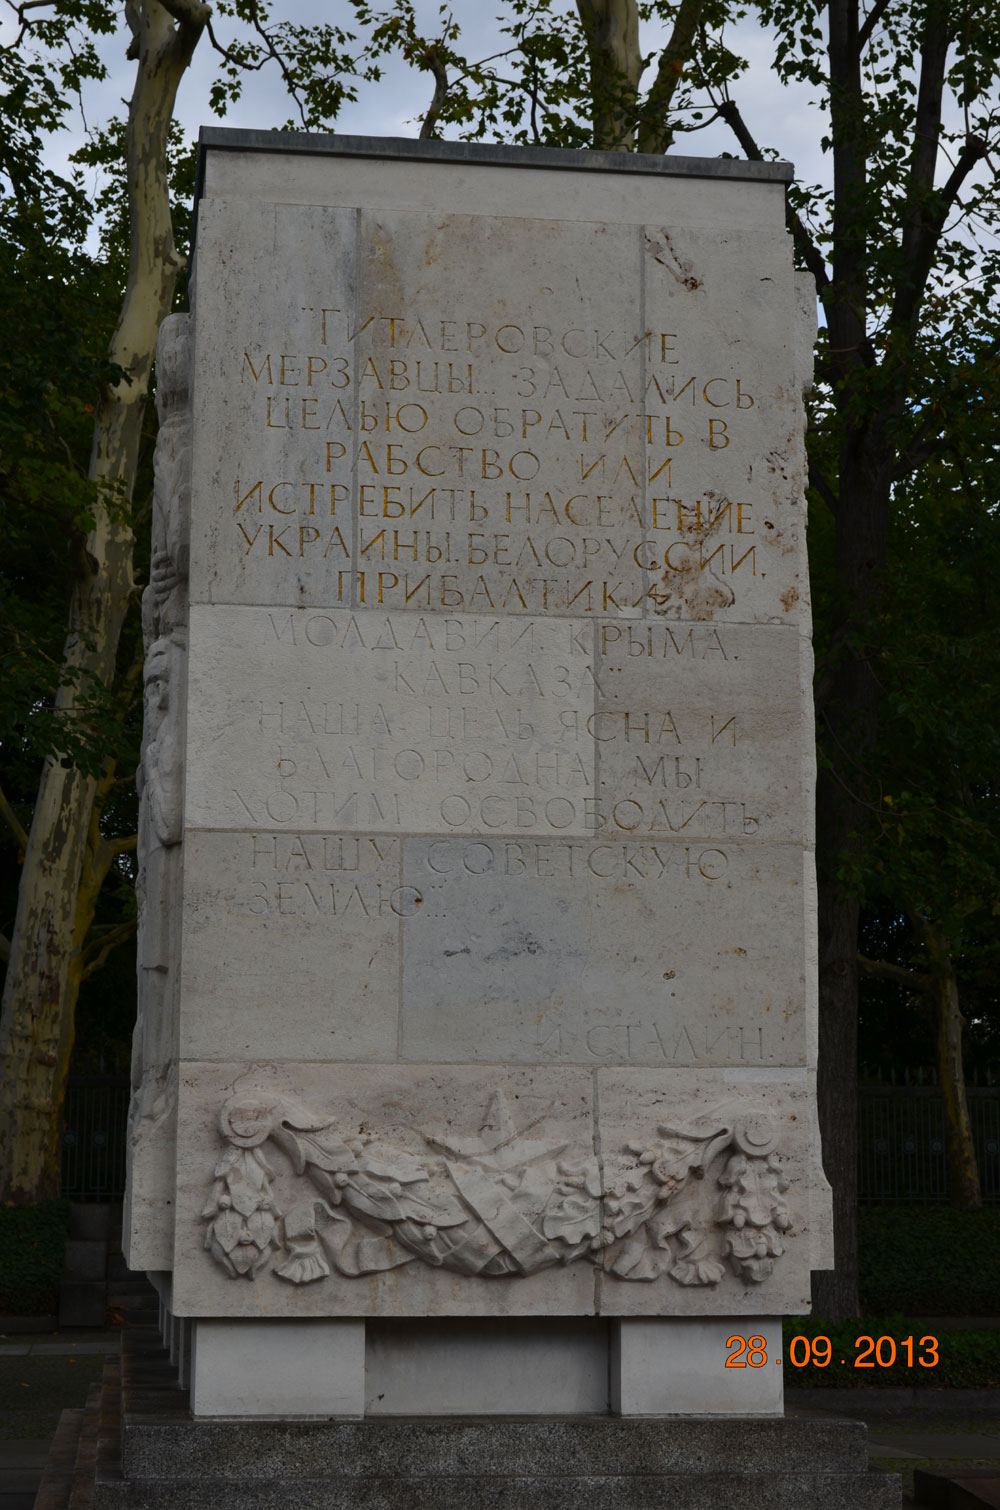 "ГИТЛЕРОВСКИЕ
МЕРЗАВЦЫ... ЗАДАЛИСЬ
ЦЕЛЬЮ ОБРАТИТЬ В
РАБСТВО ИЛИ
ИСТРЕБИТЬ НАСЕЛЕНИЕ
УКРАИНЫ. БЕЛОРУССИИ.
ПРИБАЛТИКИ.
МОЛДАВИИ. КРЫМА.
КАВКАЗА".
"НАША ЦЕЛЬ ЯСНА И
БЛАГОРОДНА. МЫ
ХОТИМ ОСВОБОДИТЬ
НАШУ СОВЕТСКУЮ
ЗЕМЛЮ"...
И. СТАЛИН.
28.09.2013